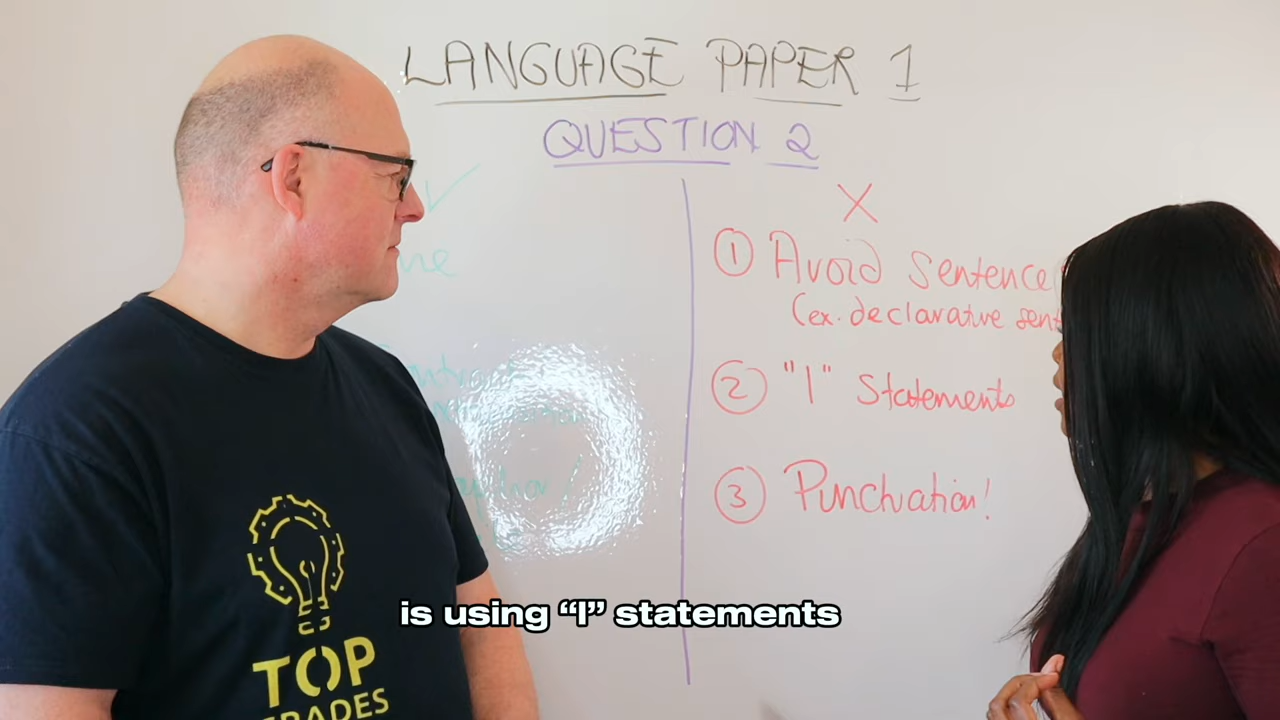 LANGUAGE PAPER 1
QUESTION 2
✓
X
① Avoid Sentence
(ex. declarative sent
② "I" Statements
③ Punctuation!
is using “I” statements
TOP
GRADES